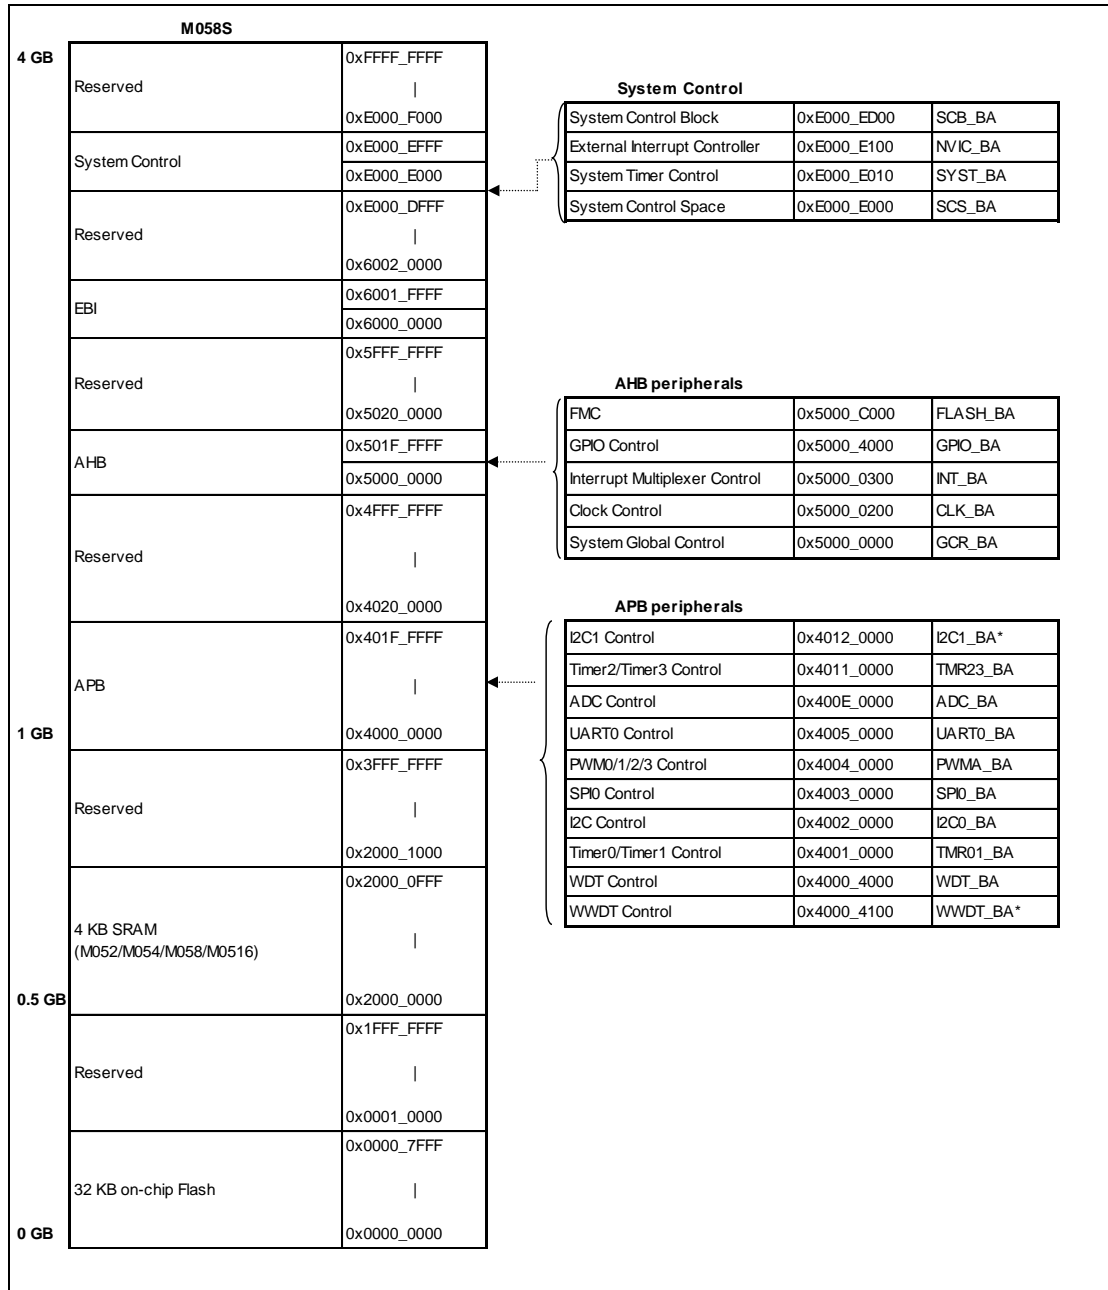 M058S
4 GB
Reserved
0xFFFF_FFFF
|
0xE000_F000
System Control
0xE000_EFFF
0xE000_E000
Reserved
0xE000_DFFF
|
0x6002_0000
EBI
0x6001_FFFF
0x6000_0000
Reserved
0x5FFF_FFFF
|
0x5020_0000
AHB
0x501F_FFFF
0x5000_0000
Reserved
0x4FFF_FFFF
|
0x4020_0000
APB
0x401F_FFFF
|
1 GB
0x4000_0000
Reserved
0x3FFF_FFFF
|
0x2000_1000
4 KB SRAM
(M052/M054/M058/M0516)
0x2000_0FFF
|
0.5 GB
0x2000_0000
Reserved
0x1FFF_FFFF
|
0x0001_0000
32 KB on-chip Flash
0x0000_7FFF
|
0 GB
0x0000_0000
System Control
System Control Block 0xE000_ED00 SCB_BA
External Interrupt Controller 0xE000_E100 NVIC_BA
System Timer Control 0xE000_E010 SYST_BA
System Control Space 0xE000_E000 SCS_BA
AHB peripherals
FMC 0x5000_C000 FLASH_BA
GPIO Control 0x5000_4000 GPIO_BA
Interrupt Multiplexer Control 0x5000_0300 INT_BA
Clock Control 0x5000_0200 CLK_BA
System Global Control 0x5000_0000 GCR_BA
APB peripherals
I2C1 Control 0x4012_0000 I2C1_BA*
Timer2/Timer3 Control 0x4011_0000 TMR23_BA
ADC Control 0x400E_0000 ADC_BA
UART0 Control 0x4005_0000 UART0_BA
PWM0/1/2/3 Control 0x4004_0000 PWMA_BA
SPI0 Control 0x4003_0000 SPI0_BA
I2C Control 0x4002_0000 I2C0_BA
Timer0/Timer1 Control 0x4001_0000 TMR01_BA
WDT Control 0x4000_4000 WDT_BA
WWDT Control 0x4000_4100 WWDT_BA*